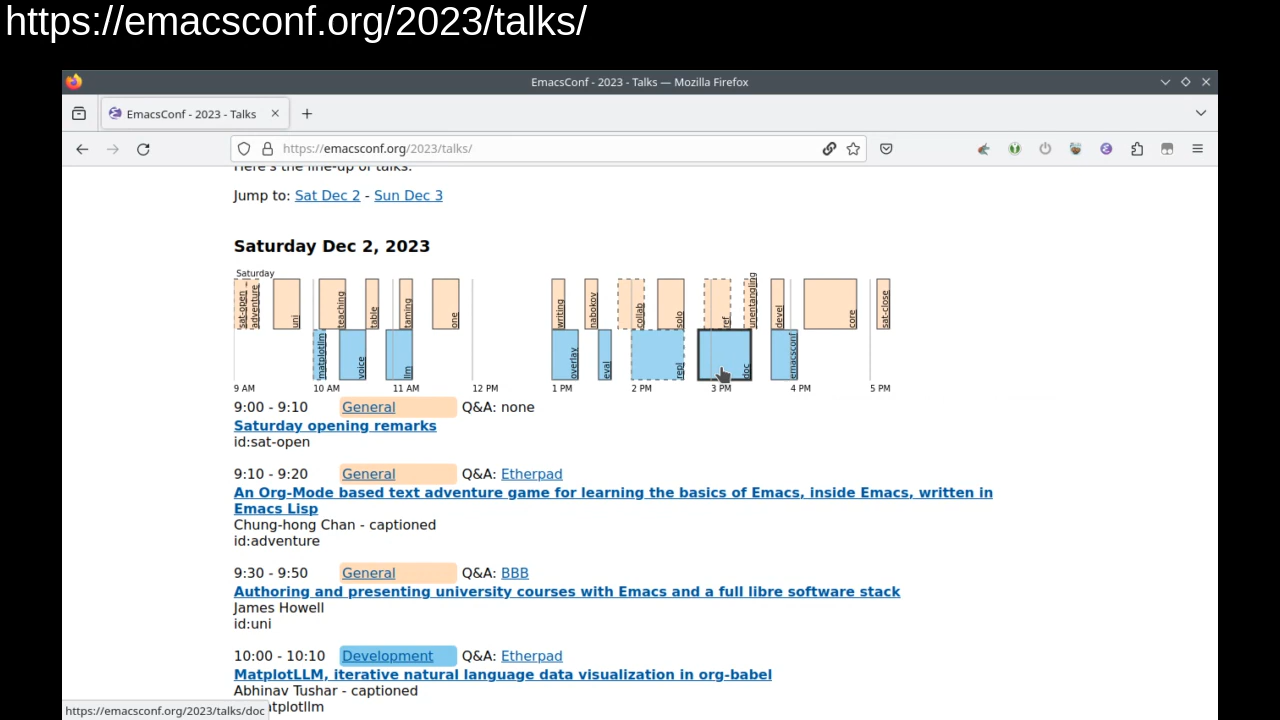 https://emacsconf.org/2023/talks/
EmacsConf - 2023 - Talks — Mozilla Firefox
EmacsConf - 2023 - Talks
https://emacsconf.org/2023/talks/
Here's the line-up of talks:
Jump to: Sat Dec 2 - Sun Dec 3
Saturday Dec 2, 2023
Saturday
sat-open
adventure
uni
teaching
table
taming
one
writing
nabokov
collab
solo
ref
unentangling
devel
core
sat-close
matplotllm
voice
llm
overlay
eval
repl
doc
emacsconf
9 AM 10 AM 11 AM 12 PM 1 PM 2 PM 3 PM 4 PM 5 PM
9:00 - 9:10 General Q&A: none
Saturday opening remarks
id:sat-open
9:10 - 9:20 General Q&A: Etherpad
An Org-Mode based text adventure game for learning the basics of Emacs, inside Emacs, written in
Emacs Lisp
Chung-hong Chan - captioned
id:adventure
9:30 - 9:50 General Q&A: BBB
Authoring and presenting university courses with Emacs and a full libre software stack
James Howell
id:uni
10:00 - 10:10 Development Q&A: Etherpad
MatplotLLM, iterative natural language data visualization in org-babel
Abhinav Tushar - captioned
atplotllm
https://emacsconf.org/2023/talks/doc